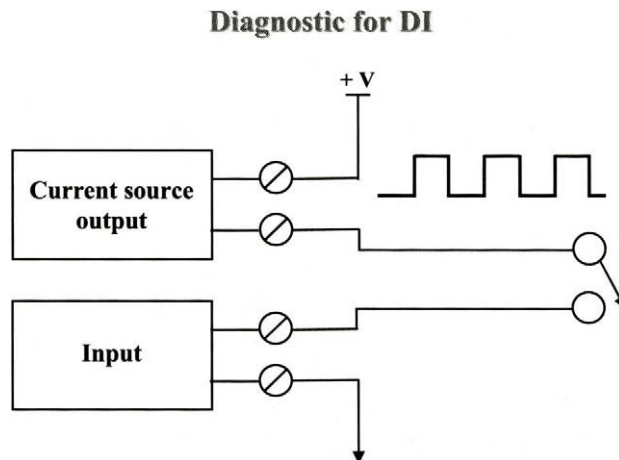 Diagnostic for DI
+ V
Current source
output
Input